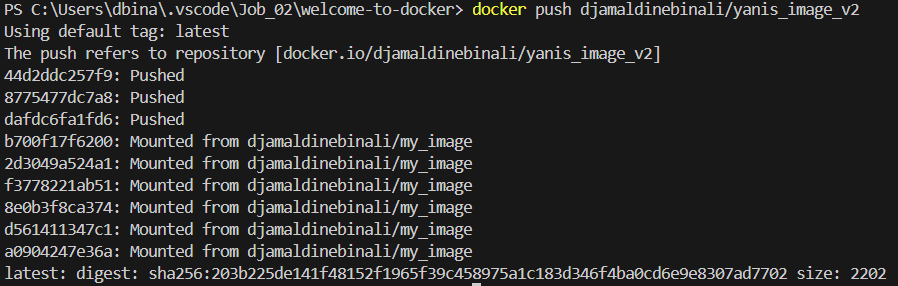 PS C:\Users\dbina\.vscode\Job_02\welcome-to-docker> docker push djamaldinebinali/yanis_image_v2
Using default tag: latest
The push refers to repository [docker.io/djamaldinebinali/yanis_image_v2]
44d2ddc257f9: Pushed
8775477dc7a8: Pushed
dafdc6fa1fd6: Pushed
b700f17f6200: Mounted from djamaldinebinali/my_image
2d3049a524a1: Mounted from djamaldinebinali/my_image
f3778221ab51: Mounted from djamaldinebinali/my_image
8e0b3f8ca374: Mounted from djamaldinebinali/my_image
d561411347c1: Mounted from djamaldinebinali/my_image
a0904247e36a: Mounted from djamaldinebinali/my_image
latest: digest: sha256:203b225de141f48152f1965f39c458975a1c183d346f4ba0cd6e9e8307ad7702 size: 2202